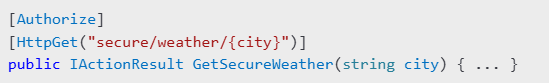 [Authorize]
[HttpGet("secure/weather/{city}")]
public IActionResult GetSecureWeather(string city) { ... }